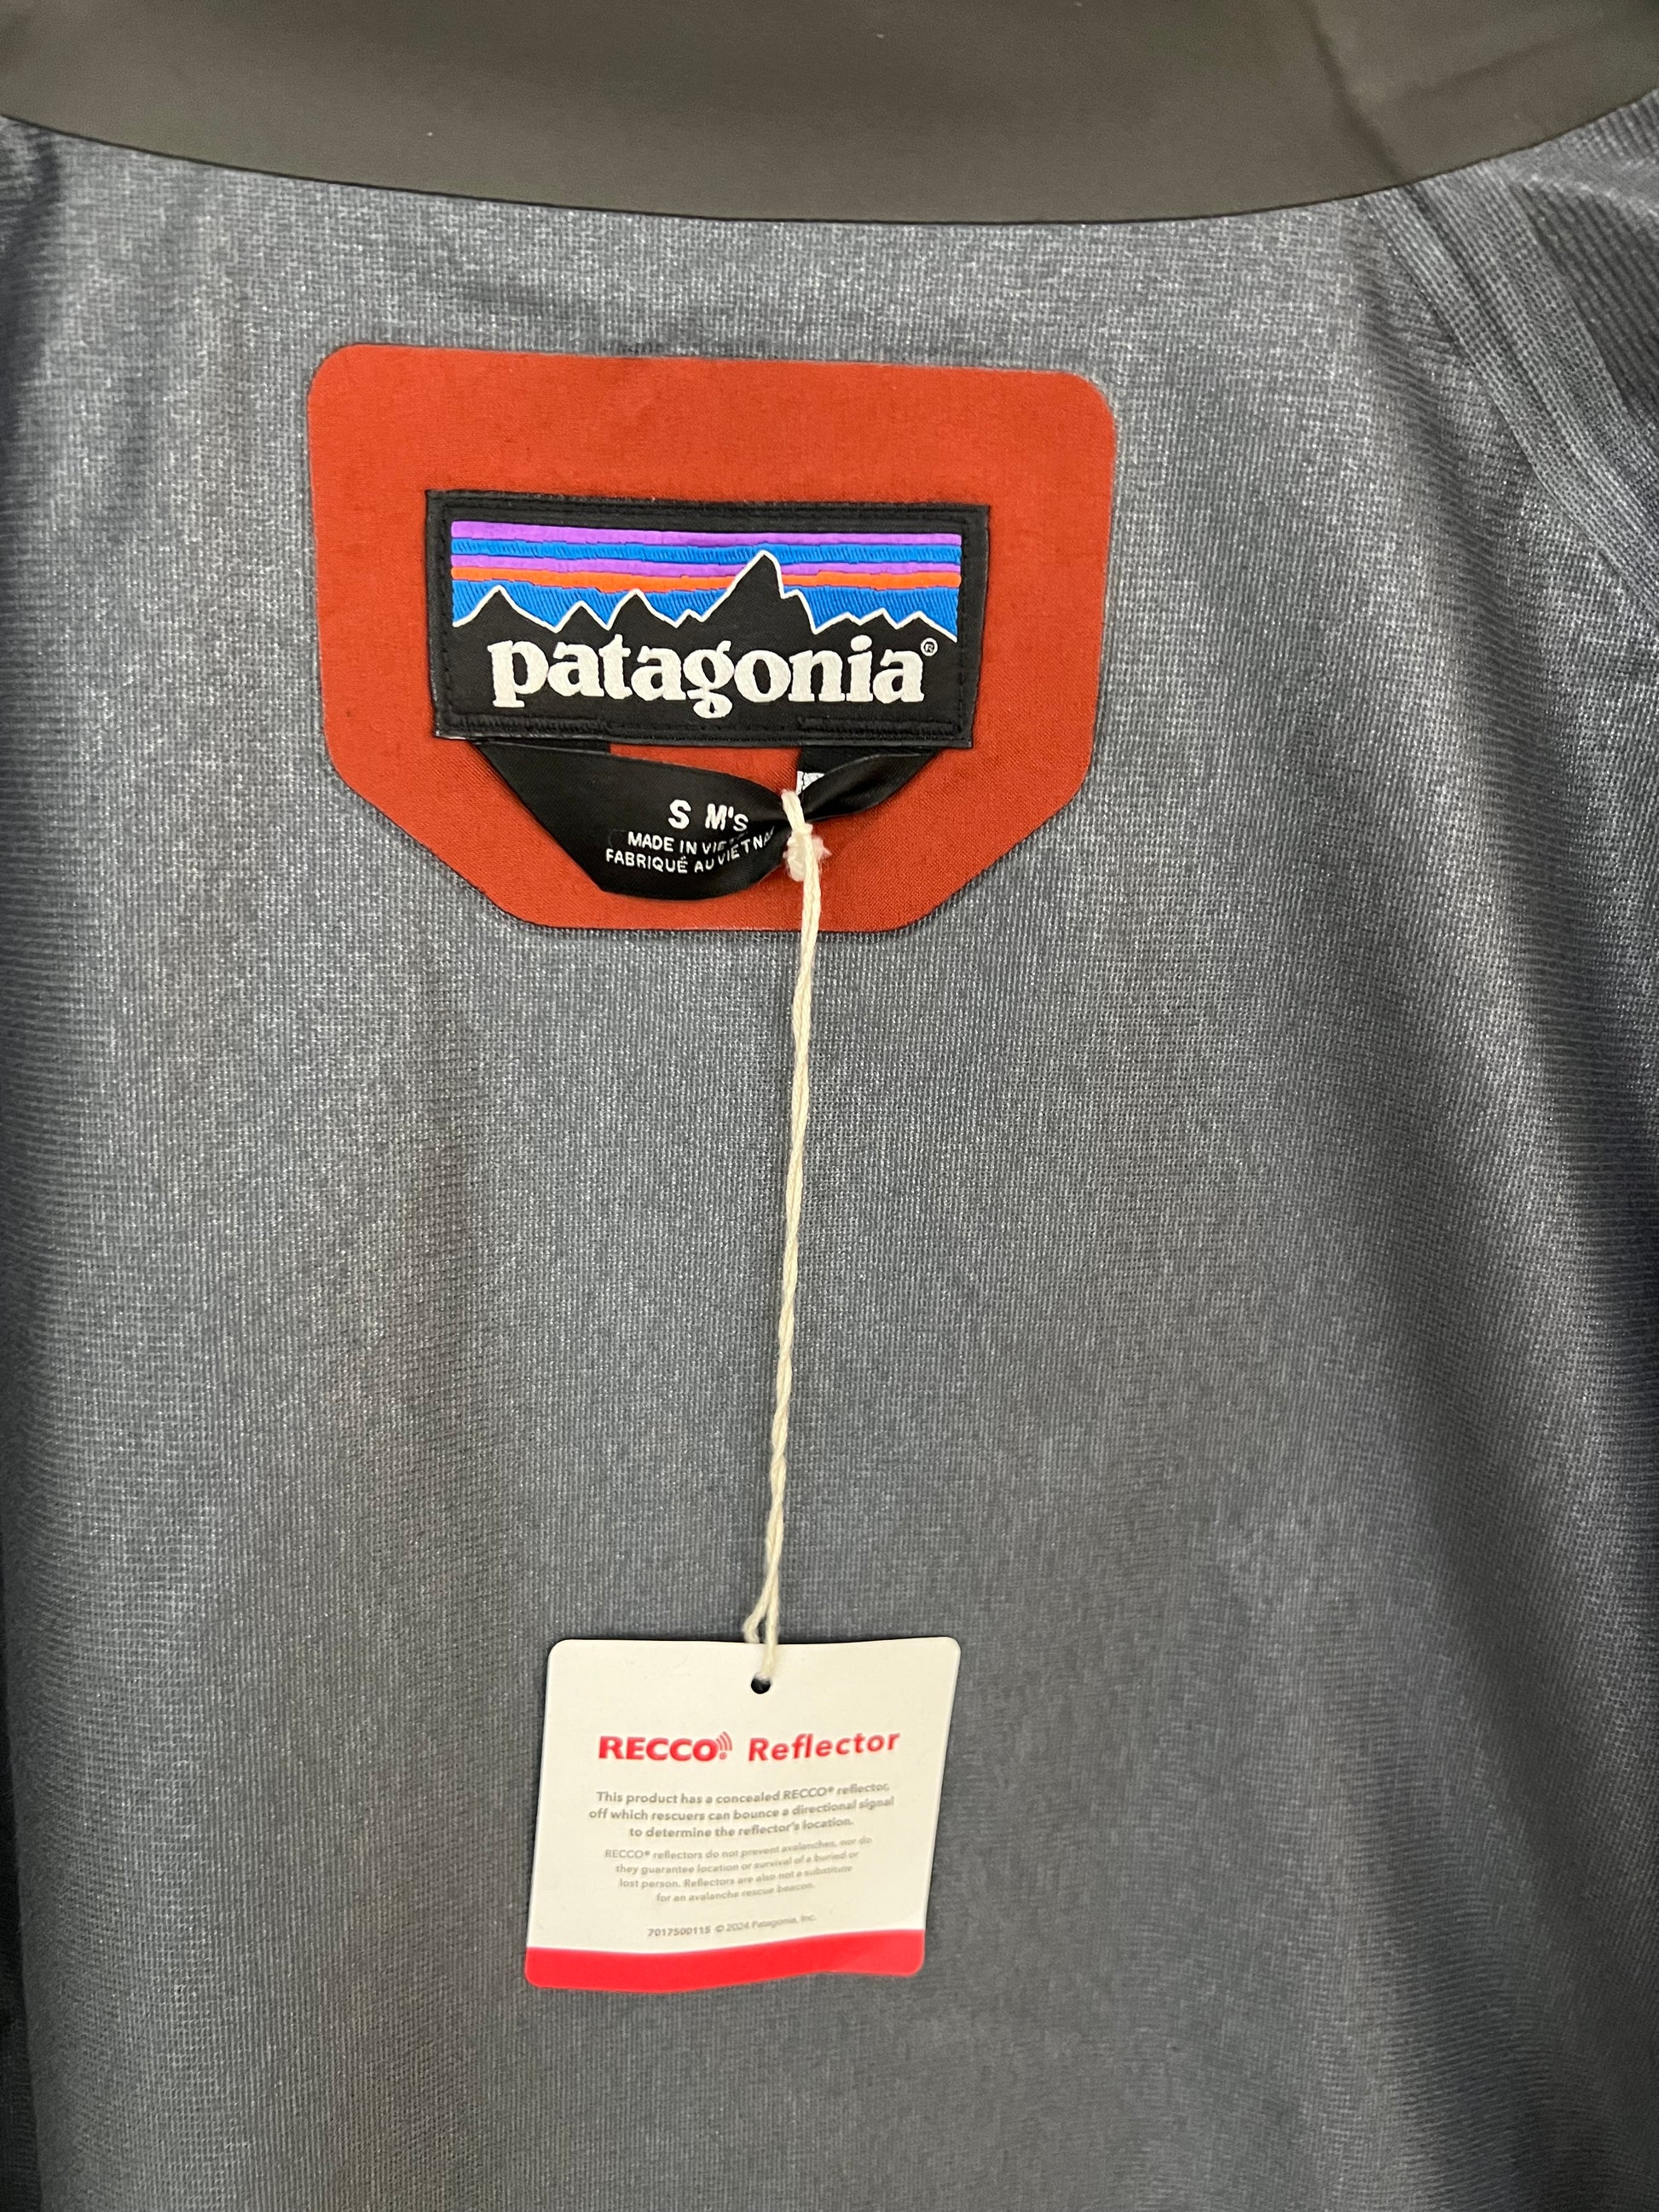 patagonia®
S M's
MADE IN VIETNA
FABRIQUÉ AU VIETNA
RECCO® Reflector
This product has a concealed RECCO® reflector,
off which rescuers can bounce a directional signal
to determine the reflector's location.
RECCO® reflectors do not prevent avalanches, nor do
they guarantee location or survival of a buried or
lost person. Reflectors are also not a substitute
for an avalanche rescue beacon.
7017500115 © 2024 Patagonia, Inc.